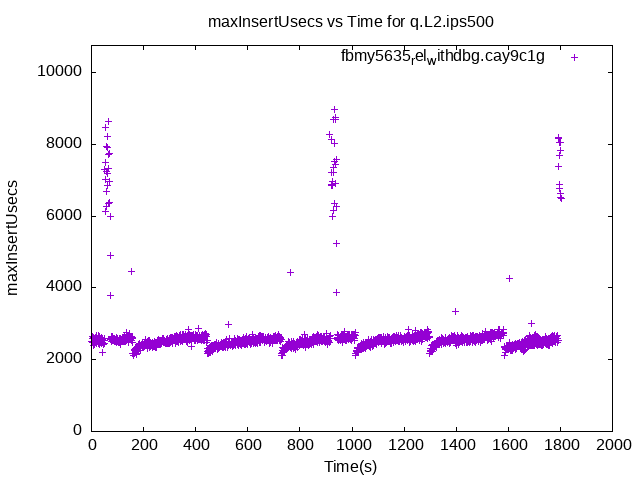 maxInsertUsecs vs Time for q.L2.ips500
fbmy5635relwithdbg.cay9c1g
10000
8000
6000
4000
2000
0
maxInsertUsecs
0 200 400 600 800 1000 1200 1400 1600 1800 2000
Time(s)